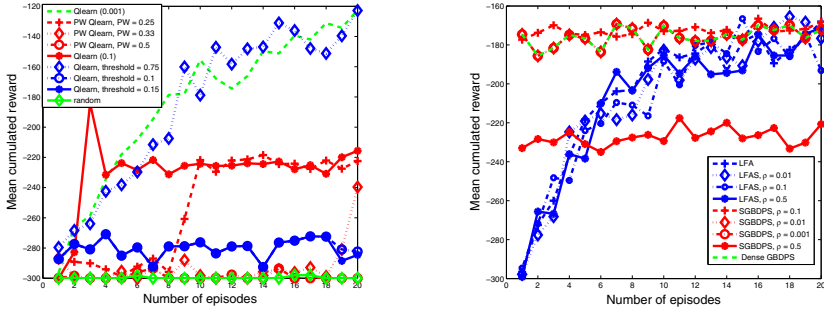 Qlearn (0.001)
PW Qlearn, PW = 0.25
PW Qlearn, PW = 0.33
PW Qlearn, PW = 0.5
Qlearn (0.1)
Qlearn, threshold = 0.75
Qlearn, threshold = 0.1
Qlearn, threshold = 0.15
random
Mean cumulated reward
-120
-140
-160
-180
-200
-220
-240
-260
-280
-300
0 2 4 6 8 10 12 14 16 18 20
Number of episodes
Mean cumulated reward
-160
-180
-200
-220
-240
-260
-280
-300
LFA
LFAS, ρ = 0.01
LFAS, ρ = 0.1
LFAS, ρ = 0.5
SGBDPS, ρ = 0.1
SGBDPS, ρ = 0.01
SGBDPS, ρ = 0.001
SGBDPS, ρ = 0.5
Dense GBDPS
0 2 4 6 8 10 12 14 16 18 20
Number of episodes